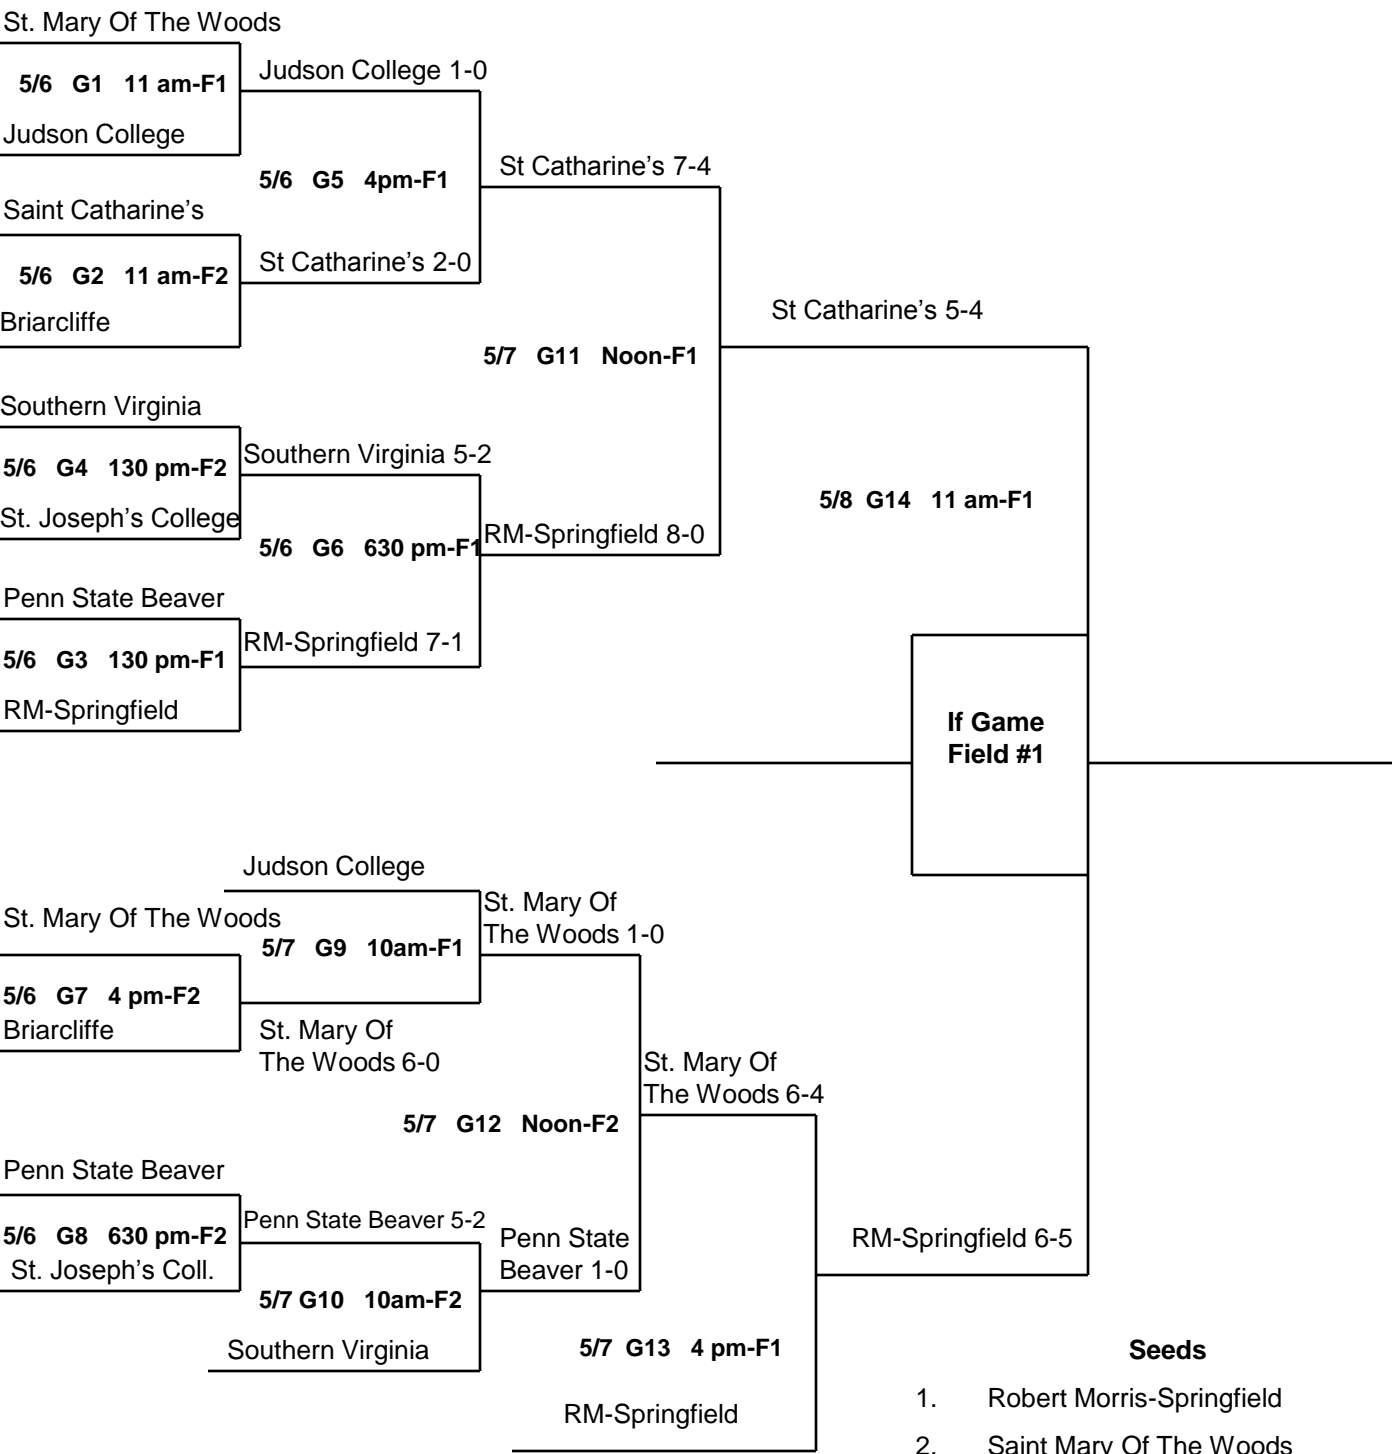 St. Mary Of The Woods
5/6 G1 11 am-F1
Judson College 1-0
Judson College
5/6 G5 4pm-F1
St Catharine’s 7-4
Saint Catharine’s
5/6 G2 11 am-F2
St Catharine’s 2-0
Briarcliffe
St Catharine’s 5-4
5/7 G11 Noon-F1
Southern Virginia
5/6 G4 130 pm-F2
Southern Virginia 5-2
St. Joseph’s College
5/6 G6 630 pm-F1
RM-Springfield 8-0
5/8 G14 11 am-F1
Penn State Beaver
5/6 G3 130 pm-F1
RM-Springfield 7-1
RM-Springfield
If Game
Field #1
Judson College
St. Mary Of The Woods
5/7 G9 10am-F1
St. Mary Of
The Woods 1-0
5/6 G7 4 pm-F2
Briarcliffe
St. Mary Of
The Woods 6-0
St. Mary Of
The Woods 6-4
5/7 G12 Noon-F2
Penn State Beaver
5/6 G8 630 pm-F2
Penn State Beaver 5-2
St. Joseph’s Coll.
Penn State
Beaver 1-0
RM-Springfield 6-5
5/7 G10 10am-F2
Southern Virginia
5/7 G13 4 pm-F1
RM-Springfield
Seeds
1. Robert Morris-Springfield
2. Saint Mary Of The Woods